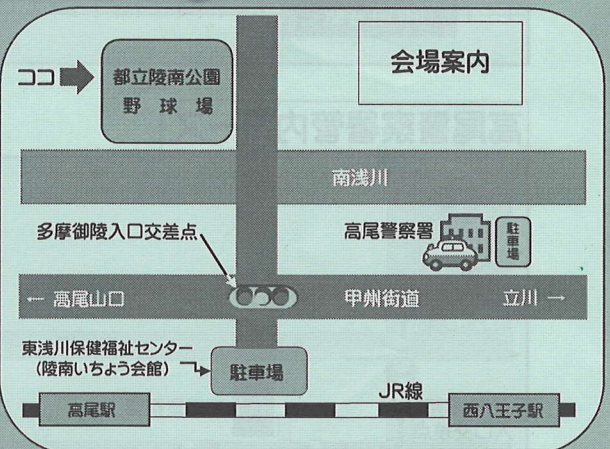 会場案内
ココ
都立陵南公園
野 球 場
南浅川
多摩御陵入口交差点
高尾警察署
駐車場
← 高尾山口
甲州街道
立川 →
東浅川保健福祉センター
(陵南いちょう会館)
駐車場
JR線
高尾駅
西八王子駅